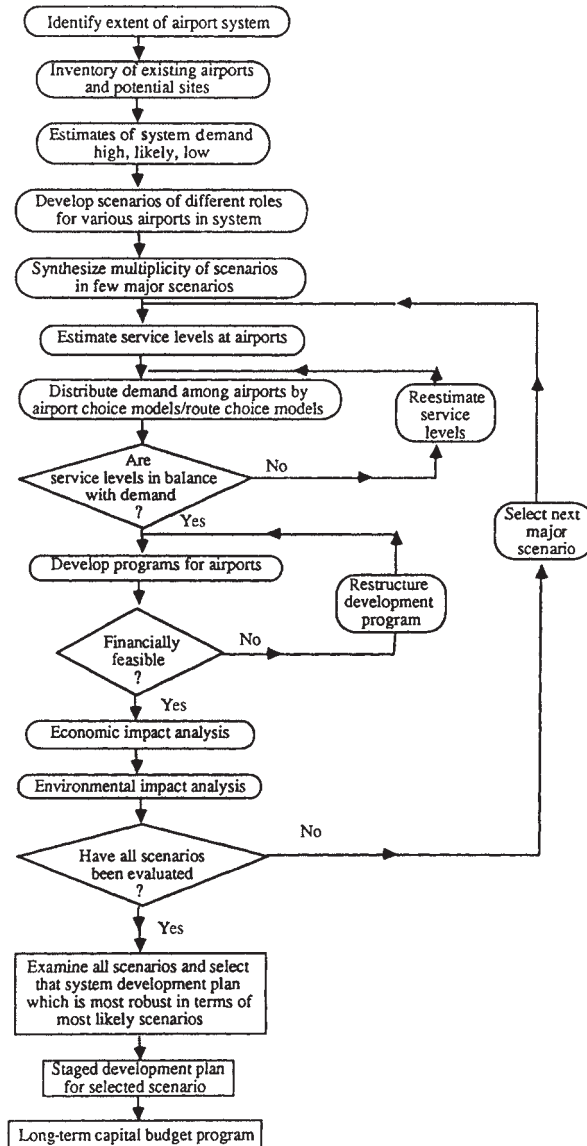 Identify extent of airport system
Inventory of existing airports
and potential sites
Estimates of system demand
high, likely, low
Develop scenarios of different roles
for various airports in system
Synthesize multiplicity of scenarios
in few major scenarios
Estimate service levels at airports
Distribute demand among airports by
airport choice models/route choice models
Reestimate
service
levels
Are
service levels in balance
with demand
?
No
Yes
Select next
major
scenario
Develop programs for airports
Restructure
development
program
Financially
feasible
?
No
Yes
Economic impact analysis
Environmental impact analysis
Have all scenarios
been evaluated
?
No
Yes
Examine all scenarios and select
that system development plan
which is most robust in terms of
most likely scenarios
Staged development plan
for selected scenario
Long-term capital budget program